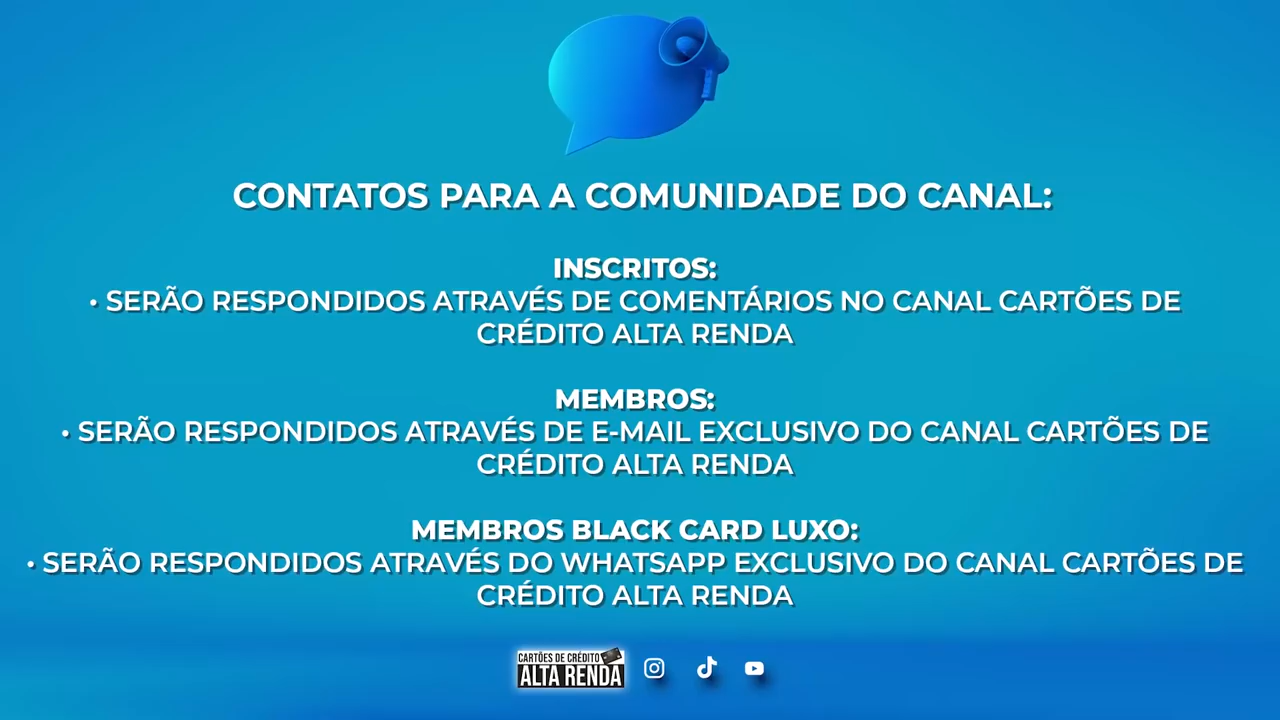 CONTATOS PARA A COMUNIDADE DO CANAL:
INSCRITOS:
• SERÃO RESPONDIDOS ATRAVÉS DE COMENTÁRIOS NO CANAL CARTÕES DE
CRÉDITO ALTA RENDA
MEMBROS:
• SERÃO RESPONDIDOS ATRAVÉS DE E-MAIL EXCLUSIVO DO CANAL CARTÕES DE
CRÉDITO ALTA RENDA
MEMBROS BLACK CARD LUXO:
• SERÃO RESPONDIDOS ATRAVÉS DO WHATSAPP EXCLUSIVO DO CANAL CARTÕES DE
CRÉDITO ALTA RENDA
CARTÕES DE CRÉDITO
ALTA RENDA